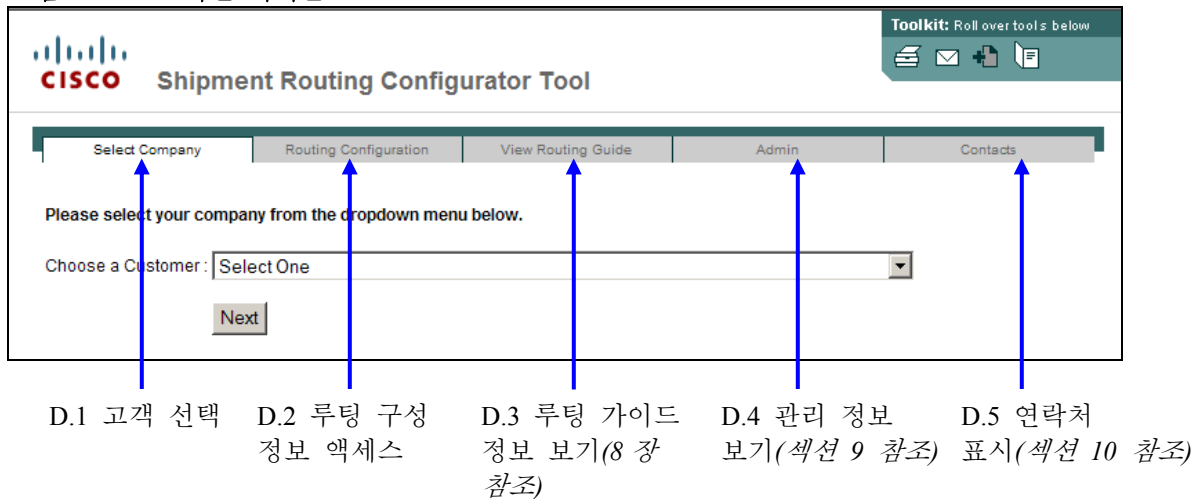 Toolkit: Roll over tools below
CISCO
Shipment Routing Configurator Tool
Select Company
Routing Configuration
View Routing Guide
Admin
Contacts
Please select your company from the dropdown menu below.
Choose a Customer : Select One
Next
D.1 고객 선택
D.2 루팅 구성
정보 액세스
D.3 루팅 가이드
정보 보기(8 장
참조)
D.4 관리 정보
보기(섹션 9 참조)
D.5 연락처
표시(섹션 10 참조)